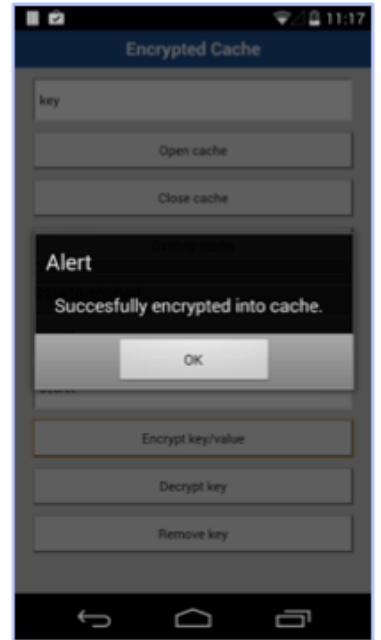 11:17
Encrypted Cache
key
Open cache
Close cache
Alert
Succesfully encrypted into cache.
OK
Encrypt key/value
Decrypt key
Remove key